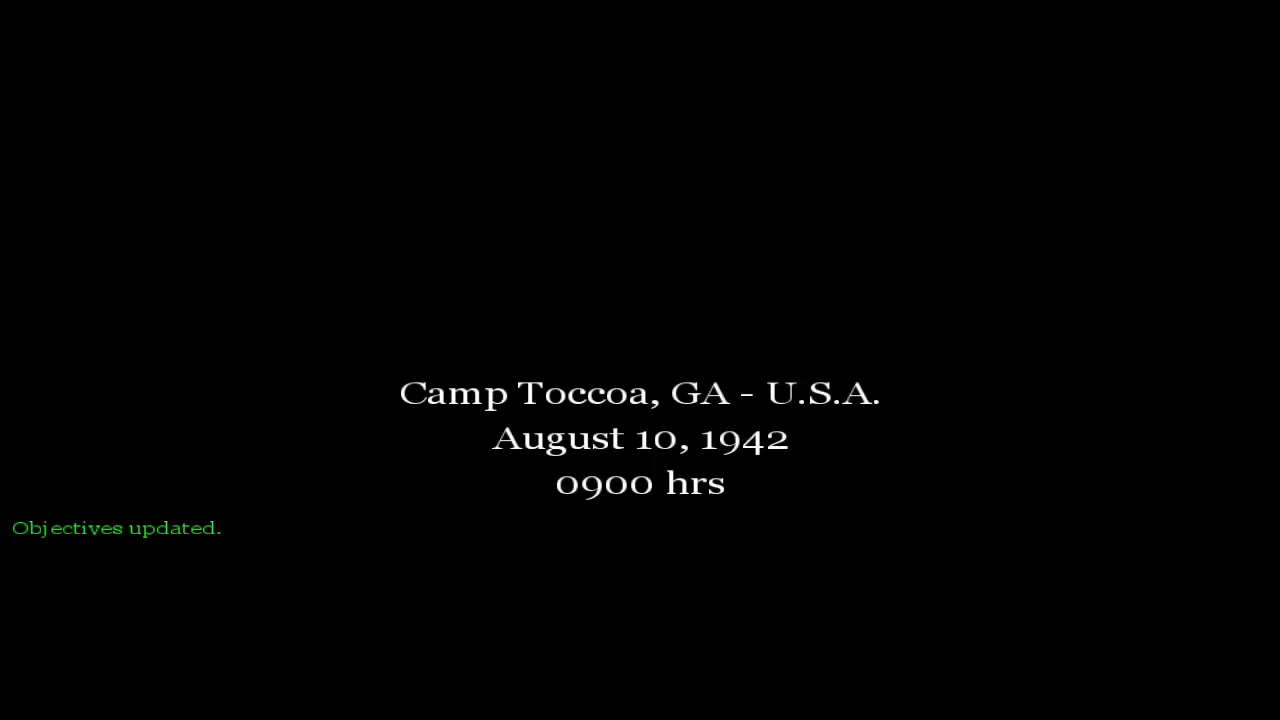 Camp Toccoa, GA - U.S.A.
August 10, 1942
0900 hrs
Objectives updated.